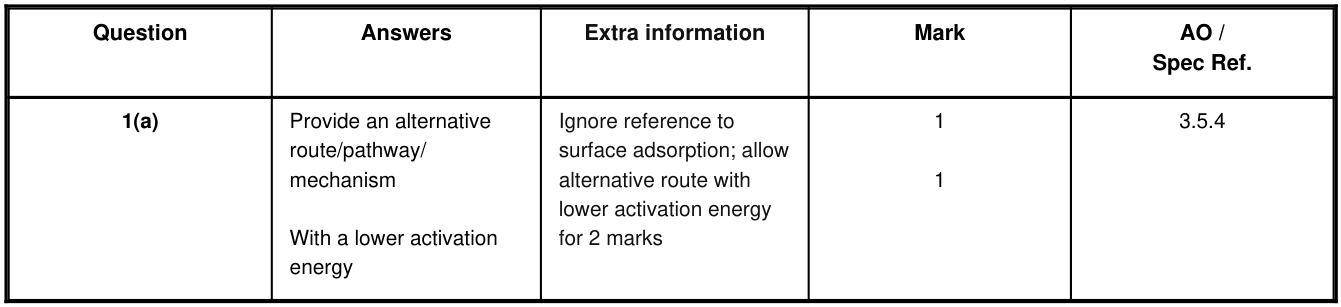 Question
Answers
Extra information
Mark
AO /
Spec Ref.
1(a)
Provide an alternative
route/pathway/
mechanism
With a lower activation
energy
Ignore reference to
surface adsorption; allow
alternative route with
lower activation energy
for 2 marks
1
1
3.5.4